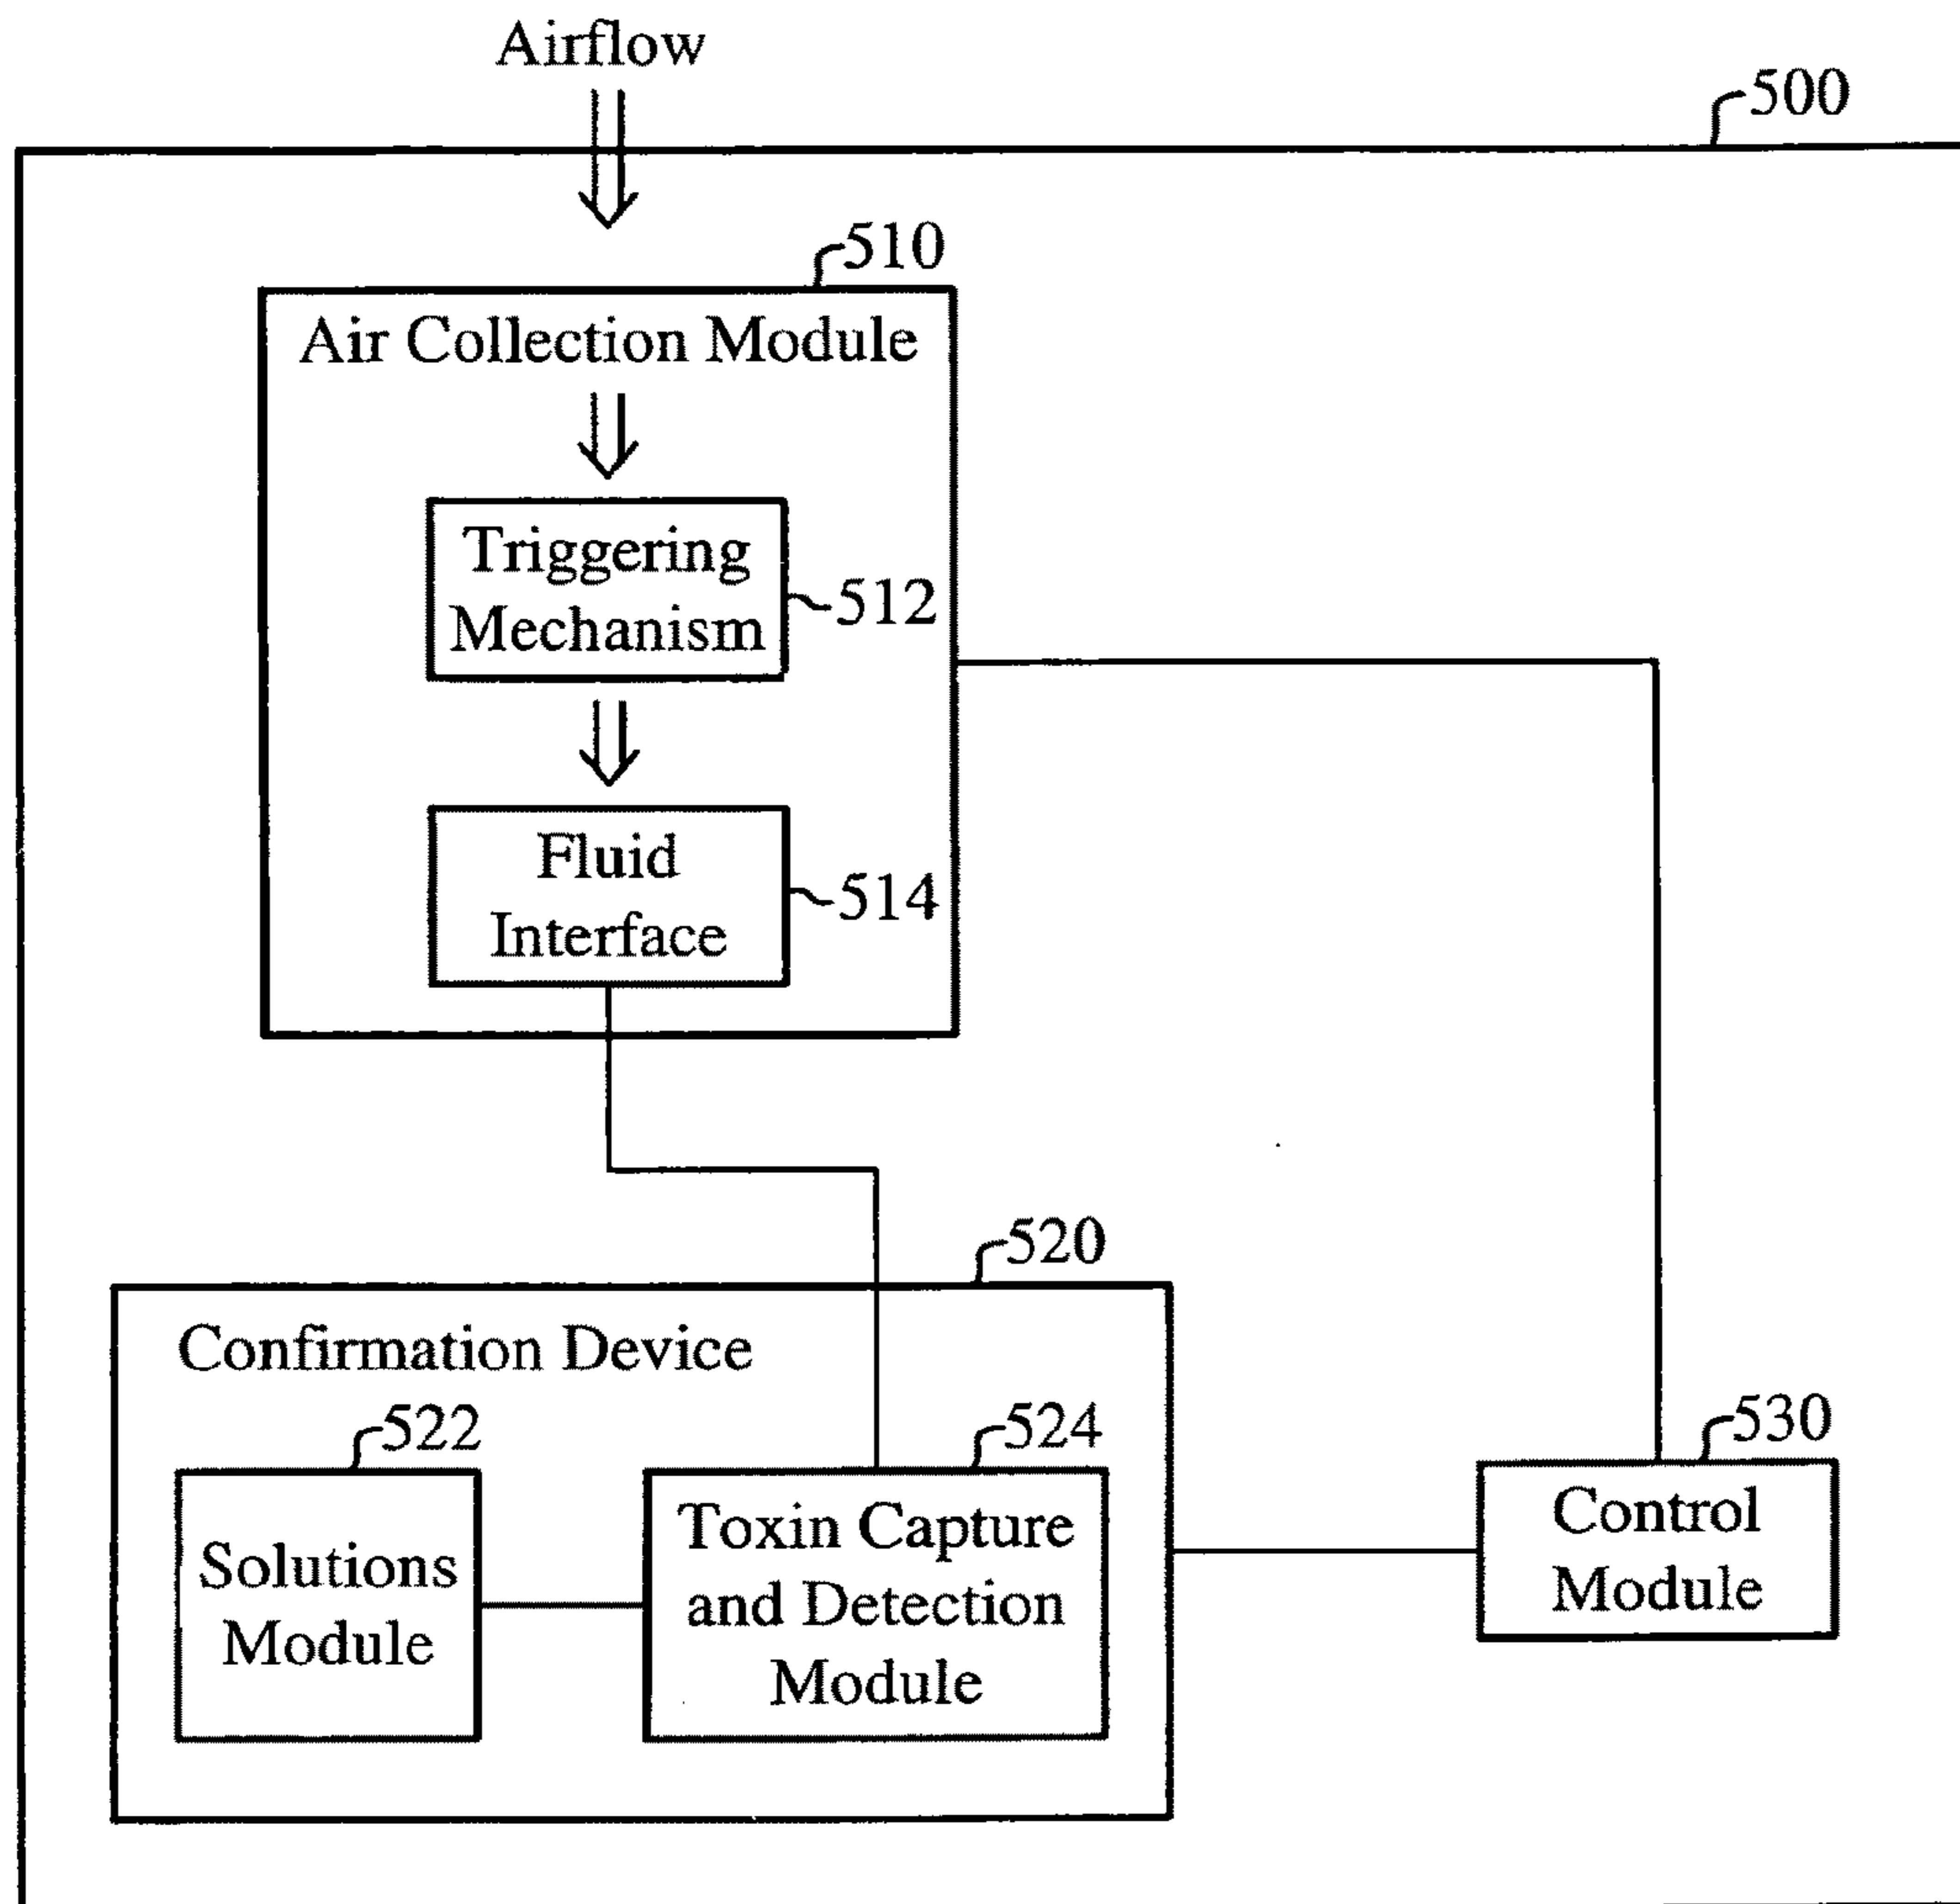 Airflow
500
510
Air Collection Module
Triggering
Mechanism
512
Fluid
Interface
514
520
Confirmation Device
522
524
530
Solutions
Module
Toxin Capture
and Detection
Module
Control
Module